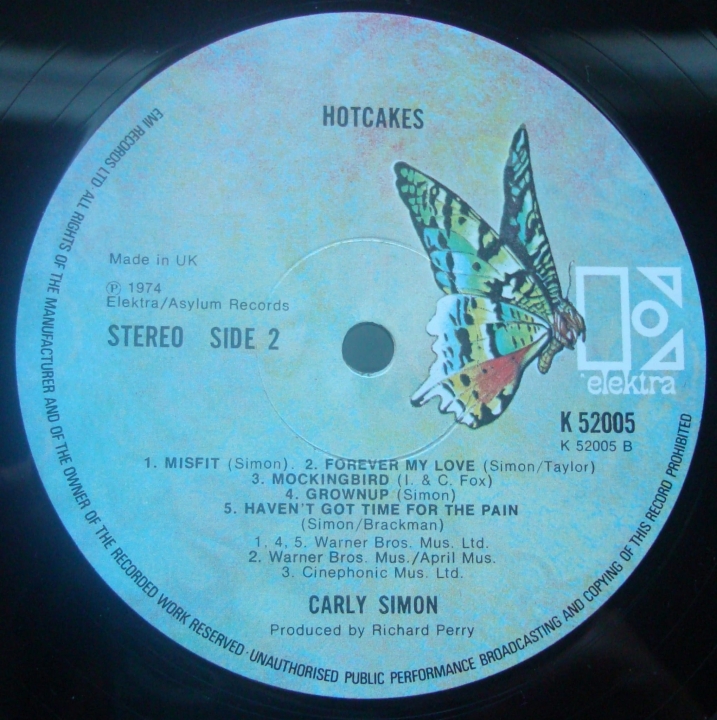 HOTCAKES
Made in UK
Ⓟ 1974
Elektra/Asylum Records
STEREO SIDE 2
elektra
K 52005
K 52005 B
1. MISFIT (Simon). 2. FOREVER MY LOVE (Simon/Taylor)
3. MOCKINGBIRD (I. & C. Fox)
4. GROWNUP (Simon)
5. HAVEN'T GOT TIME FOR THE PAIN
(Simon/Brackman)
1, 4, 5. Warner Bros. Mus. Ltd.
2. Warner Bros. Mus./April Mus.
3. Cinephonic Mus. Ltd.
CARLY SIMON
Produced by Richard Perry
EMI RECORDS LTD ALL RIGHTS OF THE MANUFACTURER AND OF THE OWNER OF THE RECORDED WORK RESERVED · UNAUTHORISED PUBLIC PERFORMANCE BROADCASTING AND COPYING OF THIS RECORD PROHIBITED